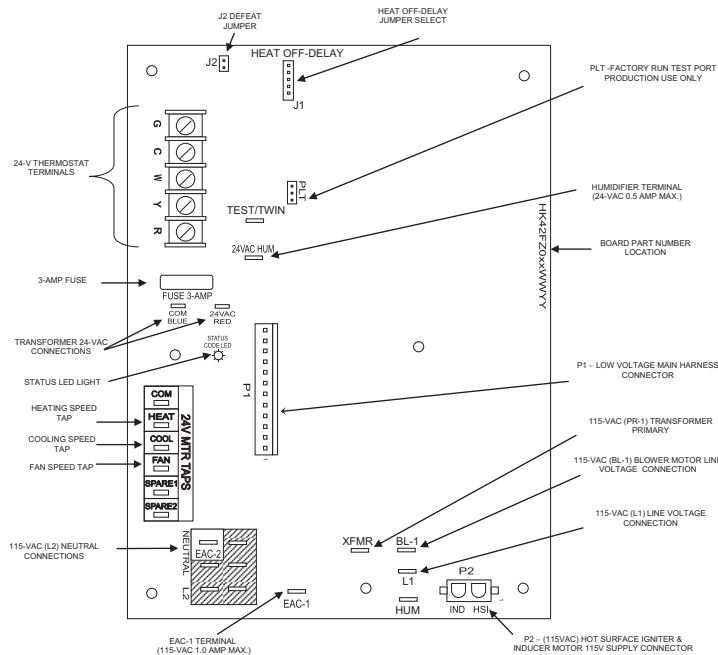 J2 DEFEAT
JUMPER
HEAT OFF-DELAY
JUMPER SELECT
HEAT OFF-DELAY
J2
J1
PLT -FACTORY RUN TEST PORT
PRODUCTION USE ONLY
24-V THERMOSTAT
TERMINALS
G
C
W
Y
R
PLT
TEST/TWIN
24VAC HUM
HUMIDIFIER TERMINAL
(24-VAC 0.5 AMP MAX.)
HK42FZ0xxWWYY
BOARD PART NUMBER
LOCATION
3-AMP FUSE
FUSE 3-AMP
COM
BLUE
24VAC
RED
TRANSFORMER 24-VAC
CONNECTIONS
STATUS
CODE LED
STATUS LED LIGHT
P1
P1 – LOW VOLTAGE MAIN HARNESS
CONNECTOR
HEATING SPEED
TAP
COOLING SPEED
TAP
FAN SPEED TAP
COM
HEAT
COOL
FAN
SPARE1
SPARE2
24V MTR TAPS
115-VAC (PR-1) TRANSFORMER
PRIMARY
115-VAC (BL-1) BLOWER MOTOR LINE
VOLTAGE CONNECTION
115-VAC (L1) LINE VOLTAGE
CONNECTION
115-VAC (L2) NEUTRAL
CONNECTIONS
NEUTRAL L2
EAC-2
XFMR
BL-1
L1
P2
EAC-1
HUM
IND
HSI
EAC-1 TERMINAL
(115-VAC 1.0 AMP MAX.)
P2 – (115VAC) HOT SURFACE IGNITER &
INDUCER MOTOR 115V SUPPLY CONNECTOR